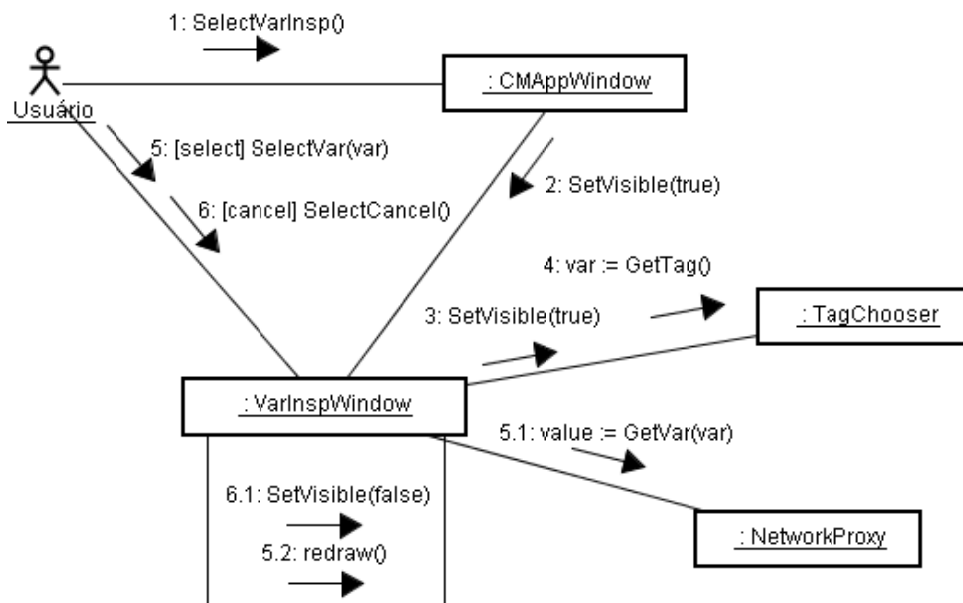 1: SelectVarInsp()
: CMAppWindow
Usuário
5: [select] SelectVar(var)
2: SetVisible(true)
6: [cancel] SelectCancel()
4: var := GetTag()
3: SetVisible(true)
: TagChooser
: VarInspWindow
5.1: value := GetVar(var)
6.1: SetVisible(false)
5.2: redraw()
: NetworkProxy